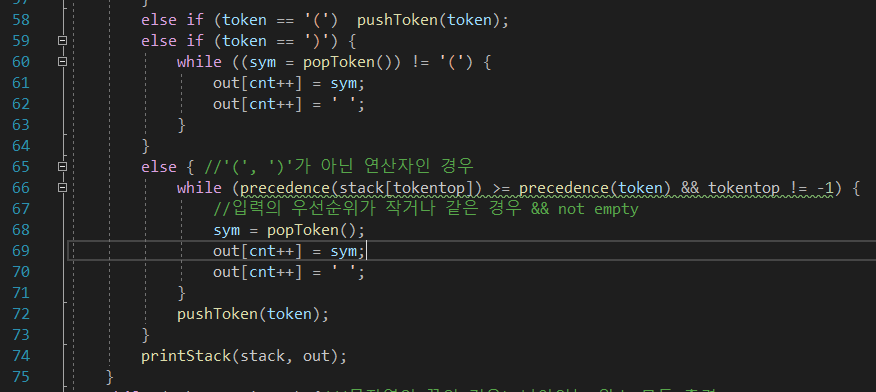 57 }
58 else if (token == '(') pushToken(token);
59 else if (token == ')') {
60 while ((sym = popToken()) != '(') {
61 out[cnt++] = sym;
62 out[cnt++] = ' ';
63 }
64 }
65 else { //'(', ')'가 아닌 연산자인 경우
66 while (precedence(stack[tokentop]) >= precedence(token) && tokentop != -1) {
67 //입력의 우선순위가 작거나 같은 경우 && not empty
68 sym = popToken();
69 out[cnt++] = sym;
70 out[cnt++] = ' ';
71 }
72 pushToken(token);
73 }
74 printStack(stack, out);
75 }